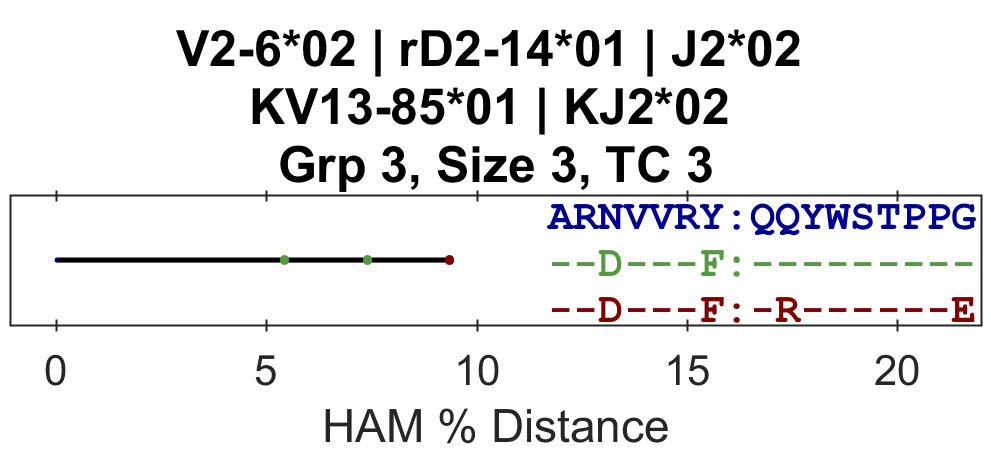 V2-6*02 | rD2-14*01 | J2*02
KV13-85*01 | KJ2*02
Grp 3, Size 3, TC 3
ARNVVRY:QQYWSTPPG
--D---F:---------
--D---F:-R------E
0 5 10 15 20
HAM % Distance